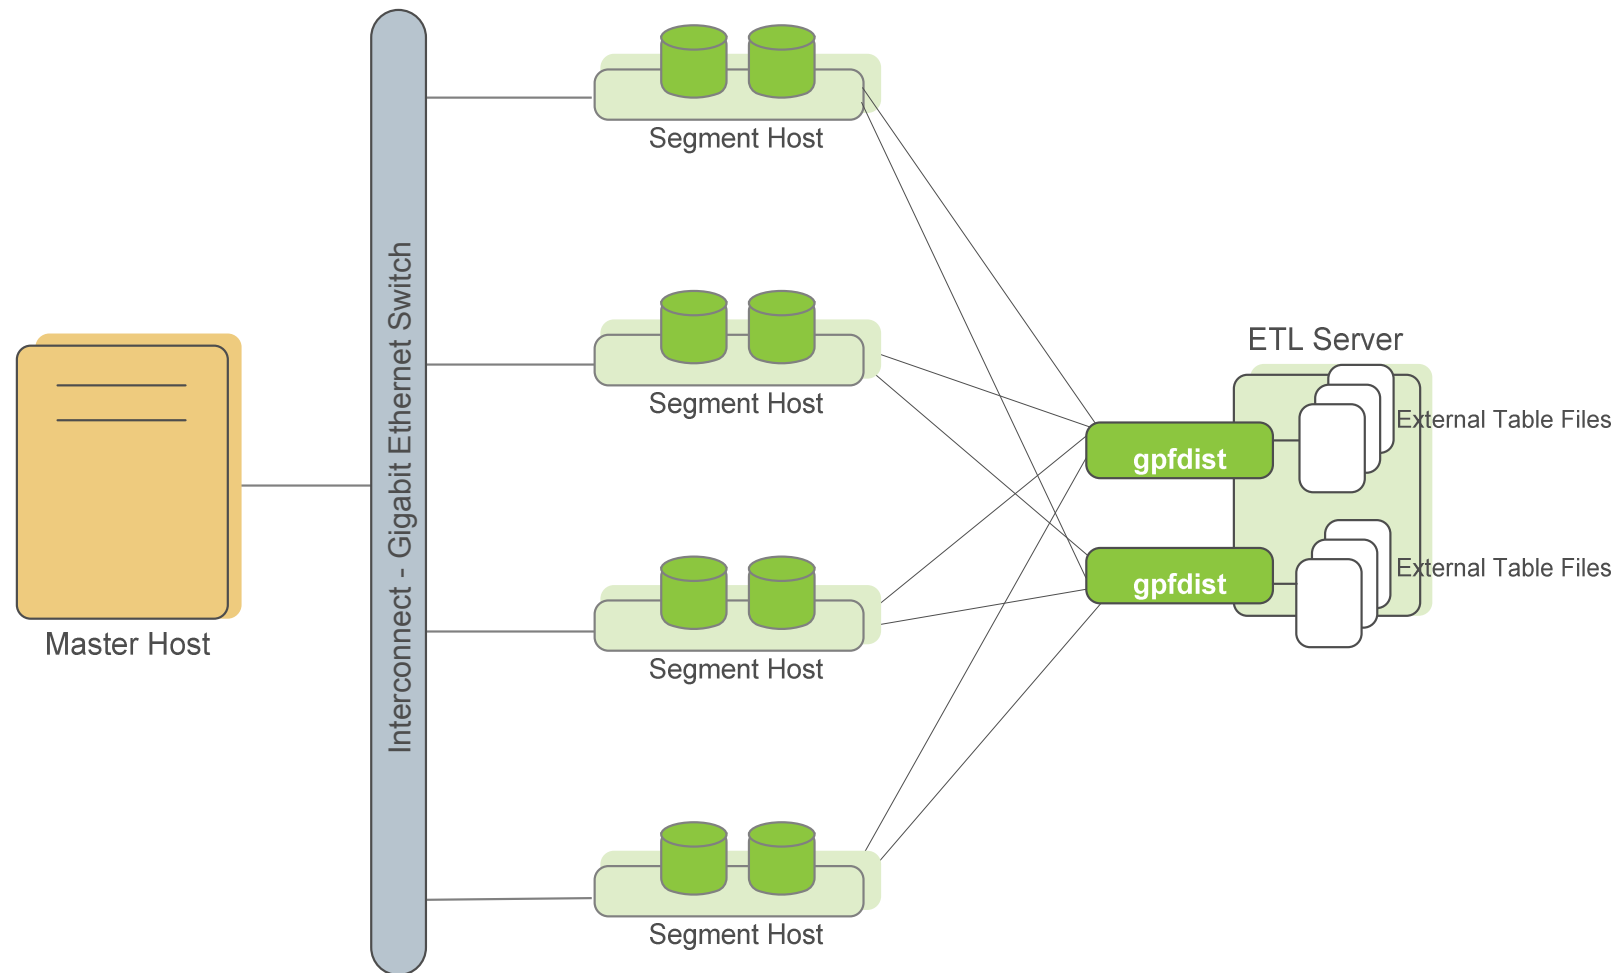 Segment Host
Interconnect - Gigabit Ethernet Switch
Segment Host
ETL Server
External Table Files
gpfdist
External Table Files
gpfdist
Master Host
Segment Host
Segment Host